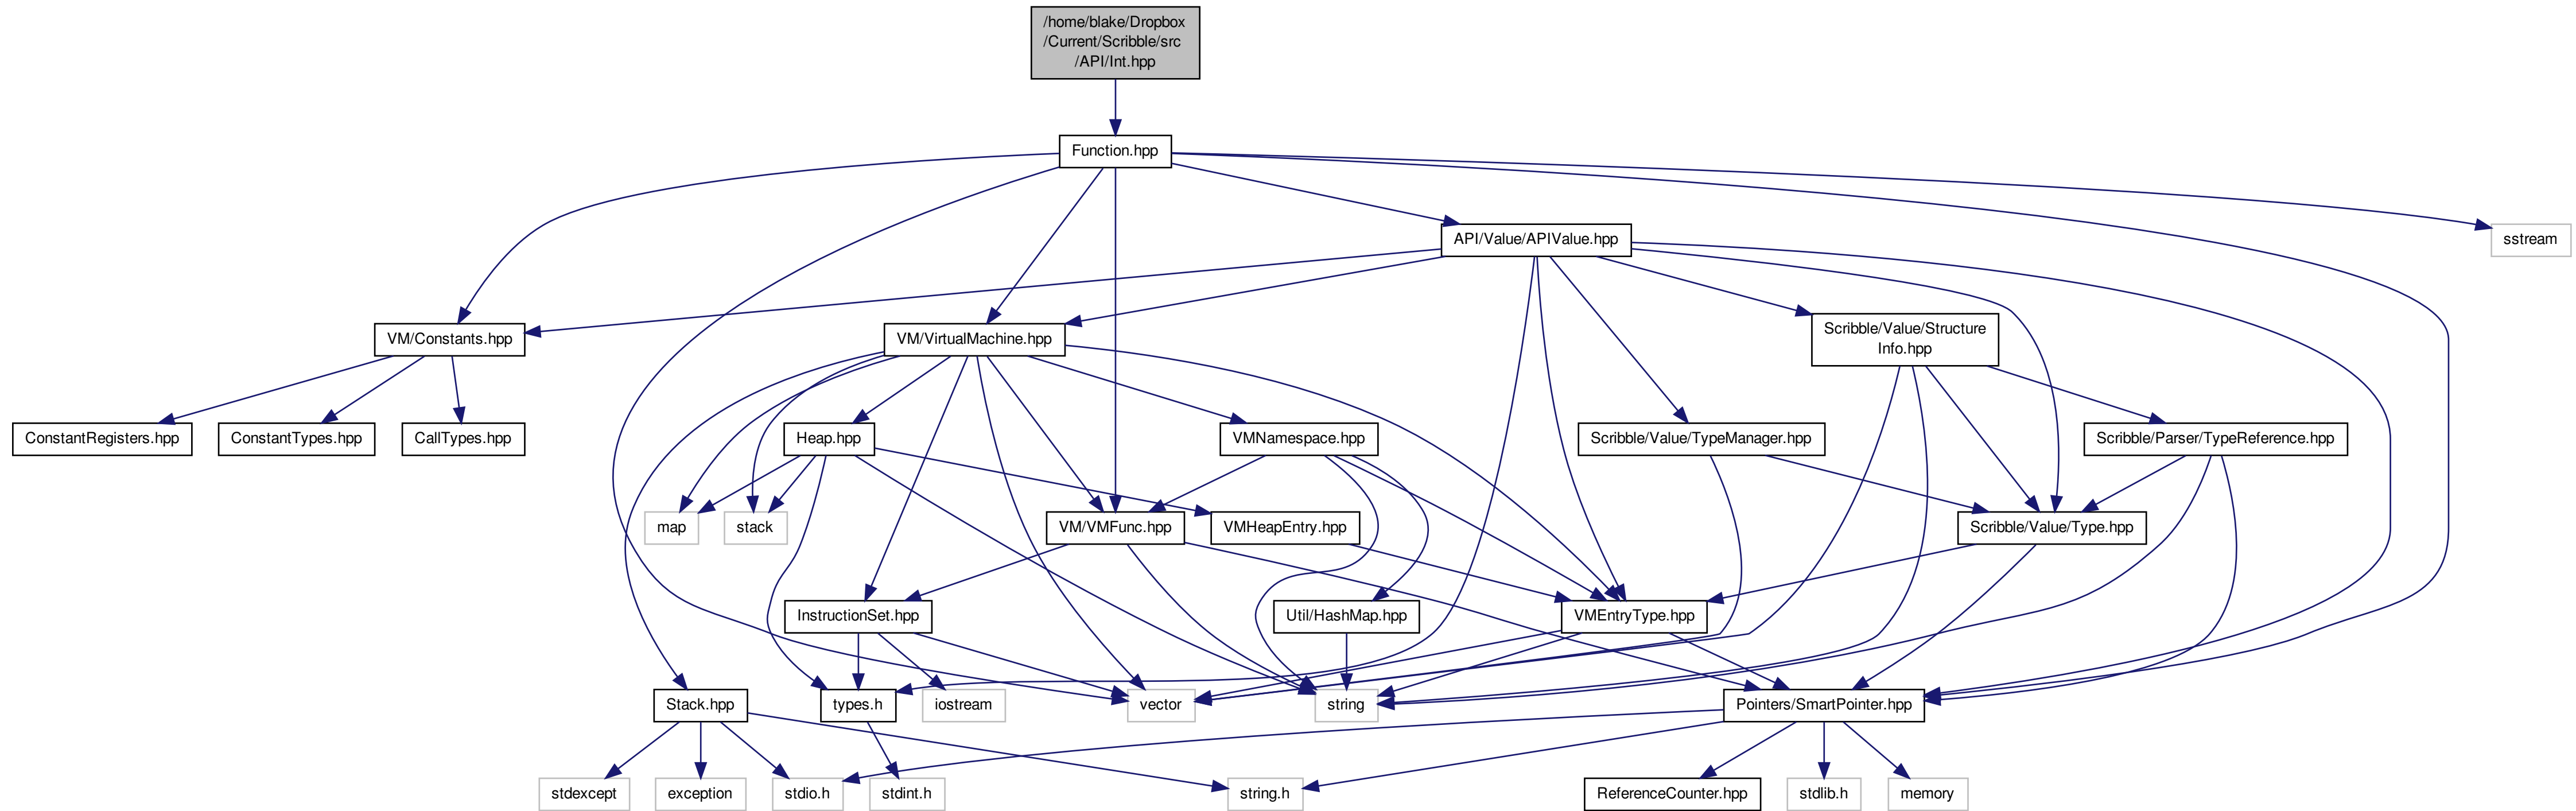 /home/blake/Dropbox
/Current/Scribble/src
/API/Int.hpp
Function.hpp
API/Value/APIValue.hpp
sstream
VM/Constants.hpp
VM/VirtualMachine.hpp
Scribble/Value/Structure
Info.hpp
ConstantRegisters.hpp
ConstantTypes.hpp
CallTypes.hpp
Heap.hpp
VMNamespace.hpp
Scribble/Value/TypeManager.hpp
Scribble/Parser/TypeReference.hpp
map
stack
VM/VMFunc.hpp
VMHeapEntry.hpp
Scribble/Value/Type.hpp
InstructionSet.hpp
Util/HashMap.hpp
VMEntryType.hpp
Stack.hpp
types.h
iostream
vector
string
Pointers/SmartPointer.hpp
stdexcept
exception
stdio.h
stdint.h
string.h
ReferenceCounter.hpp
stdlib.h
memory